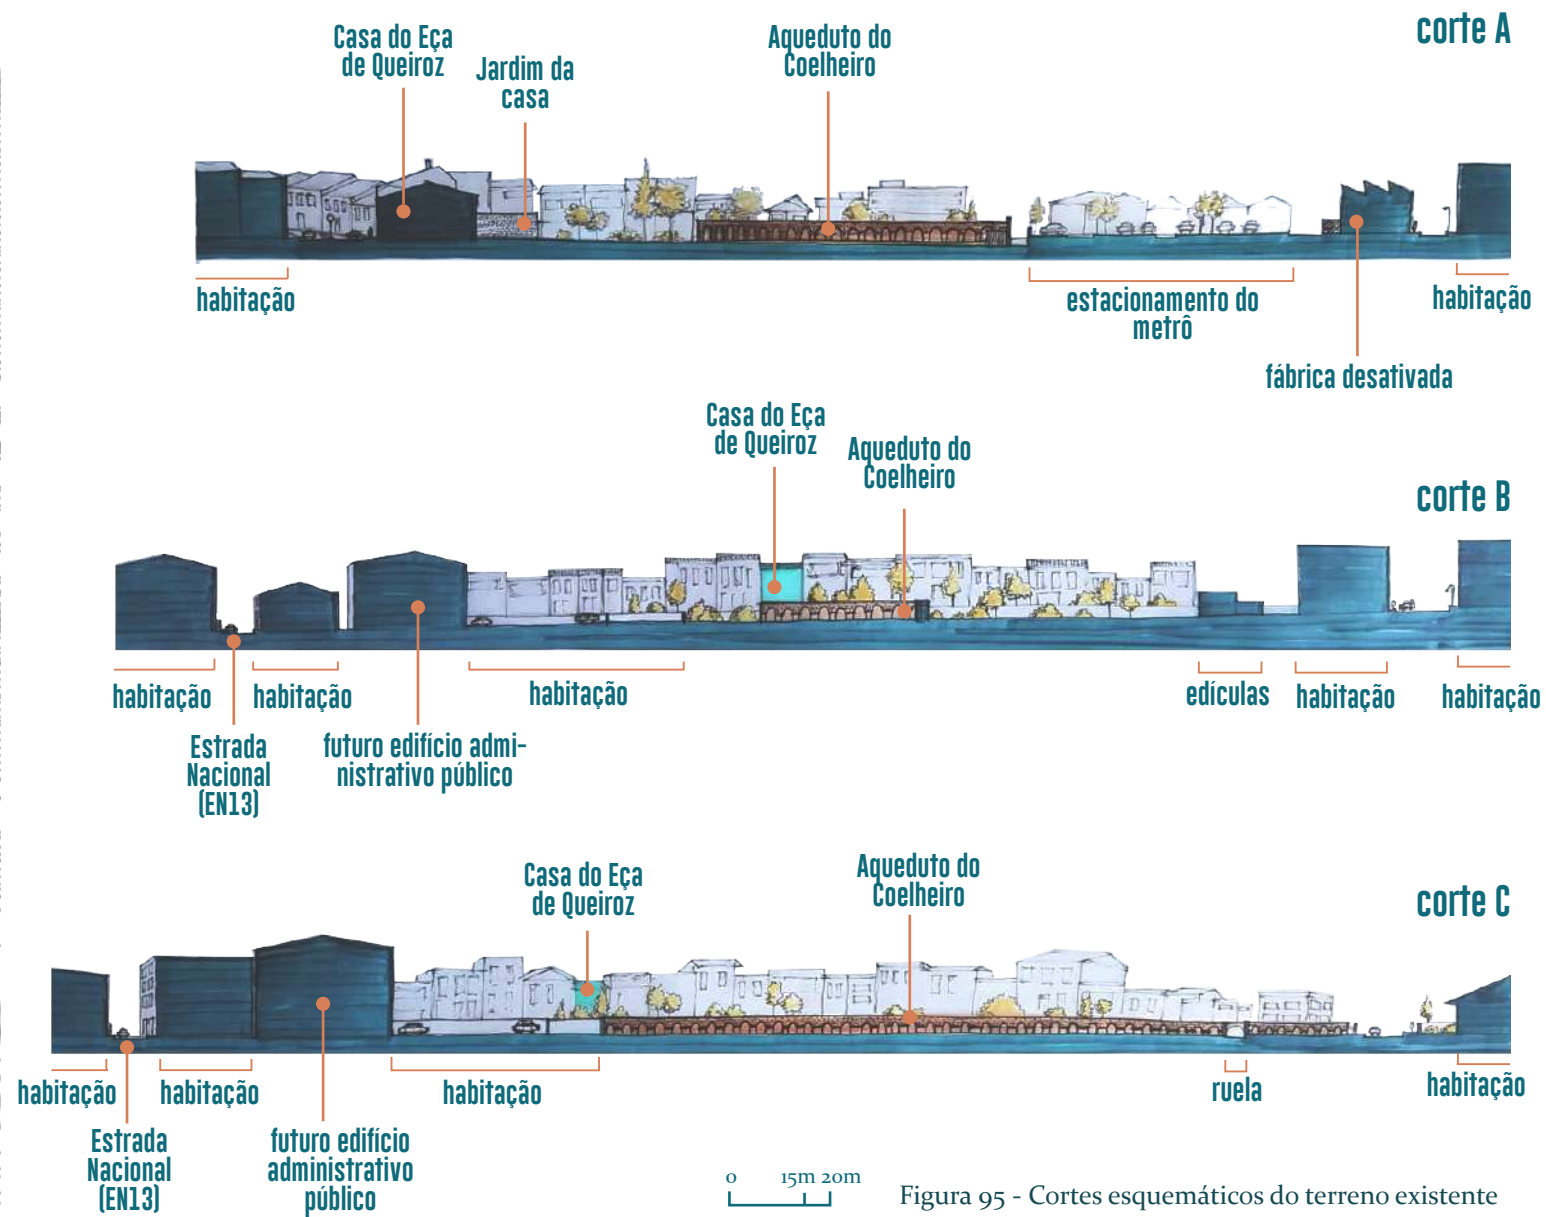 corte A
Casa do Eça
de Queiroz
Jardim da
casa
Aqueduto do
Coelheiro
habitação
estacionamento do
metrô
fábrica desativada
habitação
corte B
Casa do Eça
de Queiroz
Aqueduto do
Coelheiro
habitação
Estrada
Nacional
(EN13)
habitação
futuro edifício admi-
nistrativo público
habitação
edículas
habitação
habitação
corte C
Casa do Eça
de Queiroz
Aqueduto do
Coelheiro
habitação
Estrada
Nacional
(EN13)
habitação
futuro edifício
administrativo
público
habitação
ruela
habitação
0 15m 20m
Figura 95 - Cortes esquemáticos do terreno existente